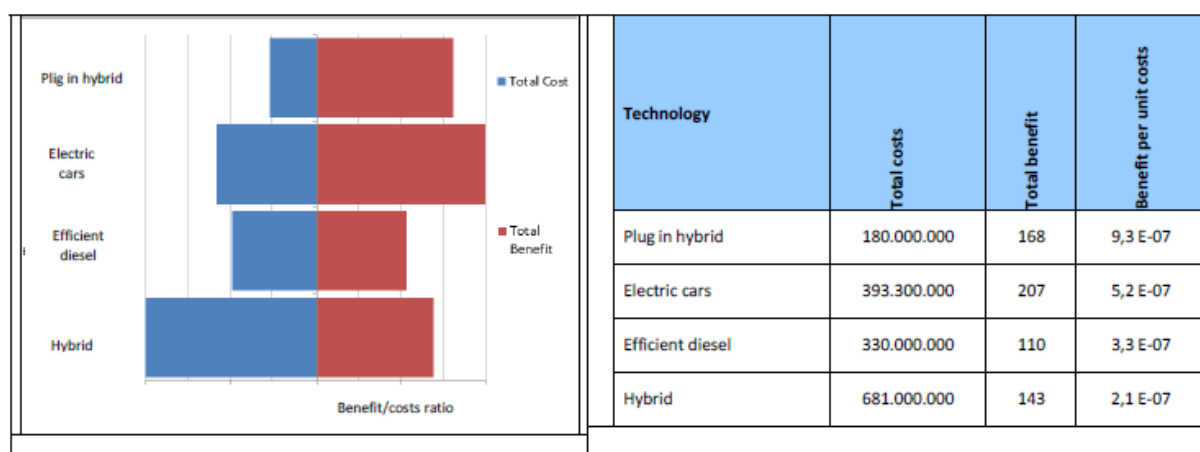 Plig in hybrid
Electric
cars
Efficient
diesel
Hybrid
Total Cost
Total
Benefit
Benefit/costs ratio
Technology
Total costs
Total benefit
Benefit per unit costs
Plug in hybrid 180.000.000 168 9,3 E-07
Electric cars 393.300.000 207 5,2 E-07
Efficient diesel 330.000.000 110 3,3 E-07
Hybrid 681.000.000 143 2,1 E-07